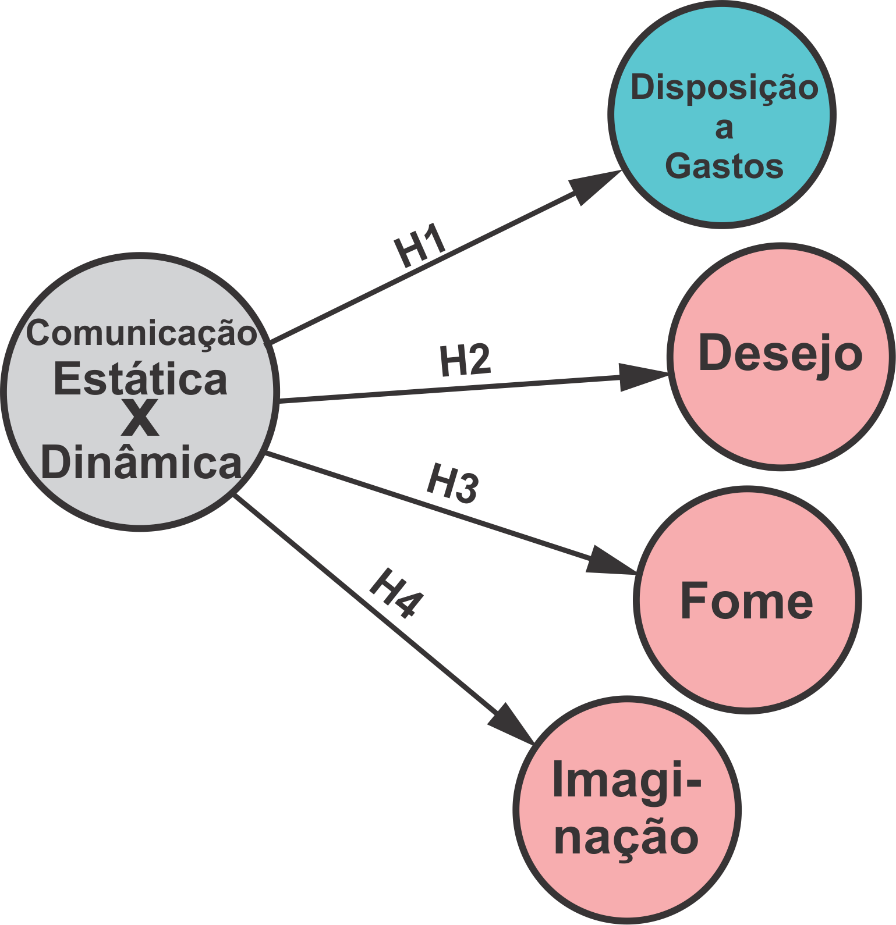 Disposição
a
Gastos
H1
Desejo
H2
Comunicação
Estática
X
Dinâmica
H3
Fome
H4
Imagi-
nação